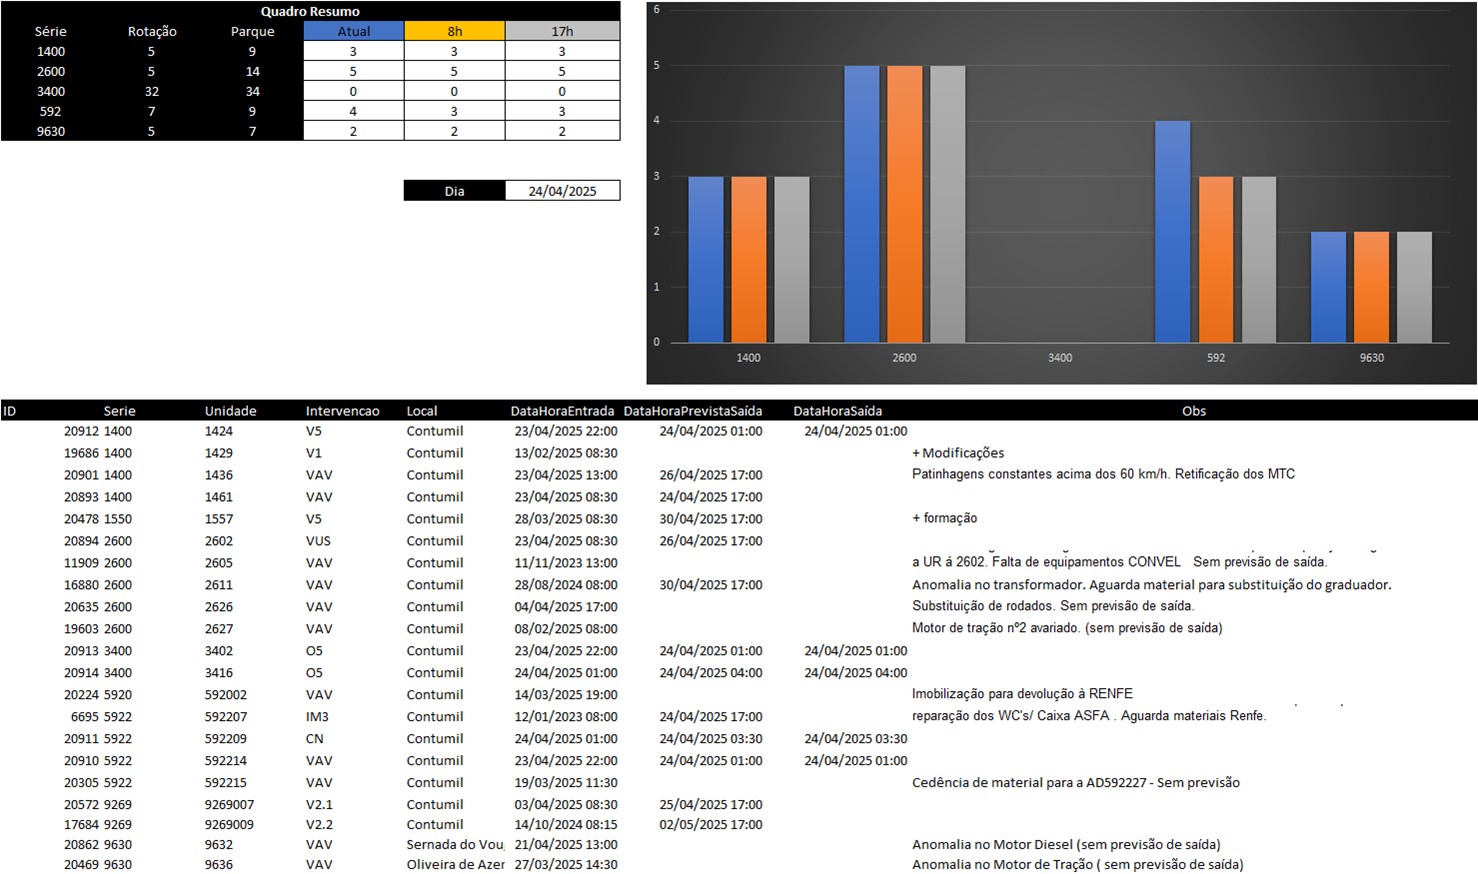 Quadro Resumo
Série Rotação Parque Atual 8h 17h
1400 5 9 3 3 3
2600 5 14 5 5 5
3400 32 34 0 0 0
592 7 9 4 3 3
9630 5 7 2 2 2
Dia 24/04/2025
6
5
4
3
2
1
0
1400 2600 3400 592 9630
ID Serie Unidade Intervencao Local DataHoraEntrada DataHoraPrevistaSaída DataHoraSaída Obs
20912 1400 1424 V5 Contumil 23/04/2025 22:00 24/04/2025 01:00 24/04/2025 01:00
19686 1400 1429 V1 Contumil 13/02/2025 08:30 + Modificações
20901 1400 1436 VAV Contumil 23/04/2025 13:00 26/04/2025 17:00 Patinhagens constantes acima dos 60 km/h. Retificação dos MTC
20893 1400 1461 VAV Contumil 23/04/2025 08:30 24/04/2025 17:00
20478 1550 1557 V5 Contumil 28/03/2025 08:30 30/04/2025 17:00 + formação
20894 2600 2602 VUS Contumil 23/04/2025 08:30 26/04/2025 17:00
11909 2600 2605 VAV Contumil 11/11/2023 13:00 a UR á 2602. Falta de equipamentos CONVEL Sem previsão de saída.
16880 2600 2611 VAV Contumil 28/08/2024 08:00 30/04/2025 17:00 Anomalia no transformador. Aguarda material para substituição do graduador.
20635 2600 2626 VAV Contumil 04/04/2025 17:00 Substituição de rodados. Sem previsão de saída.
19603 2600 2627 VAV Contumil 08/02/2025 08:00 Motor de tração nº2 avariado. (sem previsão de saída)
20913 3400 3402 O5 Contumil 23/04/2025 22:00 24/04/2025 01:00 24/04/2025 01:00
20914 3400 3416 O5 Contumil 24/04/2025 01:00 24/04/2025 04:00 24/04/2025 04:00
20224 5920 592002 VAV Contumil 14/03/2025 19:00 Imobilização para devolução à RENFE
6695 5922 592207 IM3 Contumil 12/01/2023 08:00 24/04/2025 17:00 reparação dos WC's/ Caixa ASFA . Aguarda materiais Renfe.
20911 5922 592209 CN Contumil 24/04/2025 01:00 24/04/2025 03:30 24/04/2025 03:30
20910 5922 592214 VAV Contumil 23/04/2025 22:00 24/04/2025 01:00 24/04/2025 01:00
20305 5922 592215 VAV Contumil 19/03/2025 11:30 Cedência de material para a AD592227 - Sem previsão
20572 9269 9269007 V2.1 Contumil 03/04/2025 08:30 25/04/2025 17:00
17684 9269 9269009 V2.2 Contumil 14/10/2024 08:15 02/05/2025 17:00
20862 9630 9632 VAV Sernada do Vou 21/04/2025 13:00 Anomalia no Motor Diesel (sem previsão de saída)
20469 9630 9636 VAV Oliveira de Azer 27/03/2025 14:30 Anomalia no Motor de Tração ( sem previsão de saída)